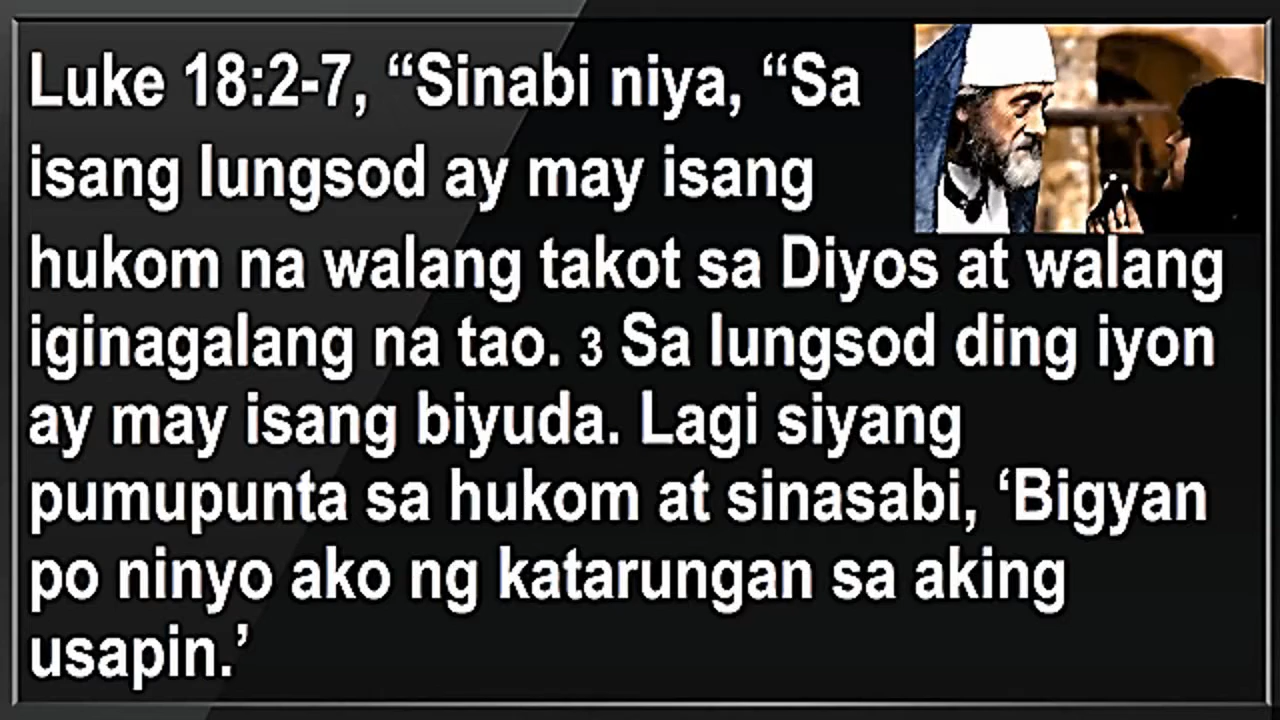 Luke 18:2-7, “Sinabi niya, “Sa
isang lungsod ay may isang
hukom na walang takot sa Diyos at walang
iginagalang na tao. 3 Sa lungsod ding iyon
ay may isang biyuda. Lagi siyang
pumupunta sa hukom at sinasabi, ‘Bigyan
po ninyo ako ng katarungan sa aking
usapin.’